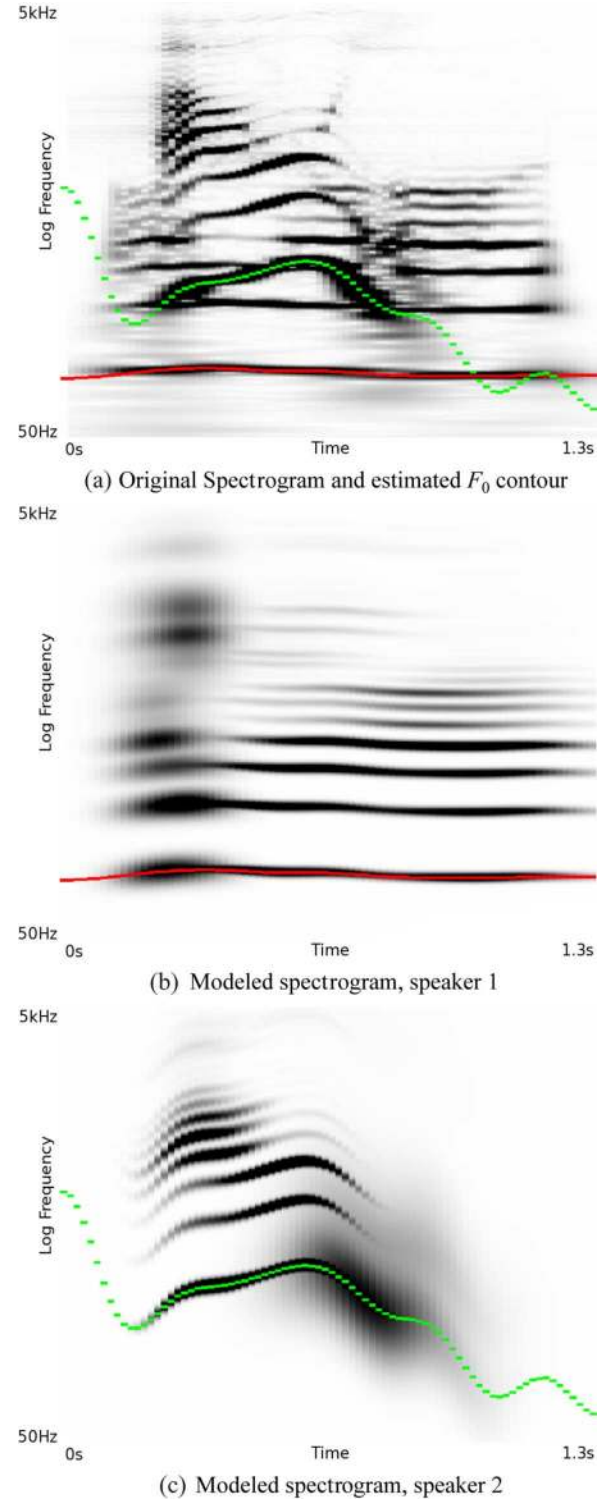 5kHz
Log Frequency
50Hz
0s Time 1.3s
(a) Original Spectrogram and estimated F₀ contour
5kHz
Log Frequency
50Hz
0s Time 1.3s
(b) Modeled spectrogram, speaker 1
5kHz
Log Frequency
50Hz
0s Time 1.3s
(c) Modeled spectrogram, speaker 2